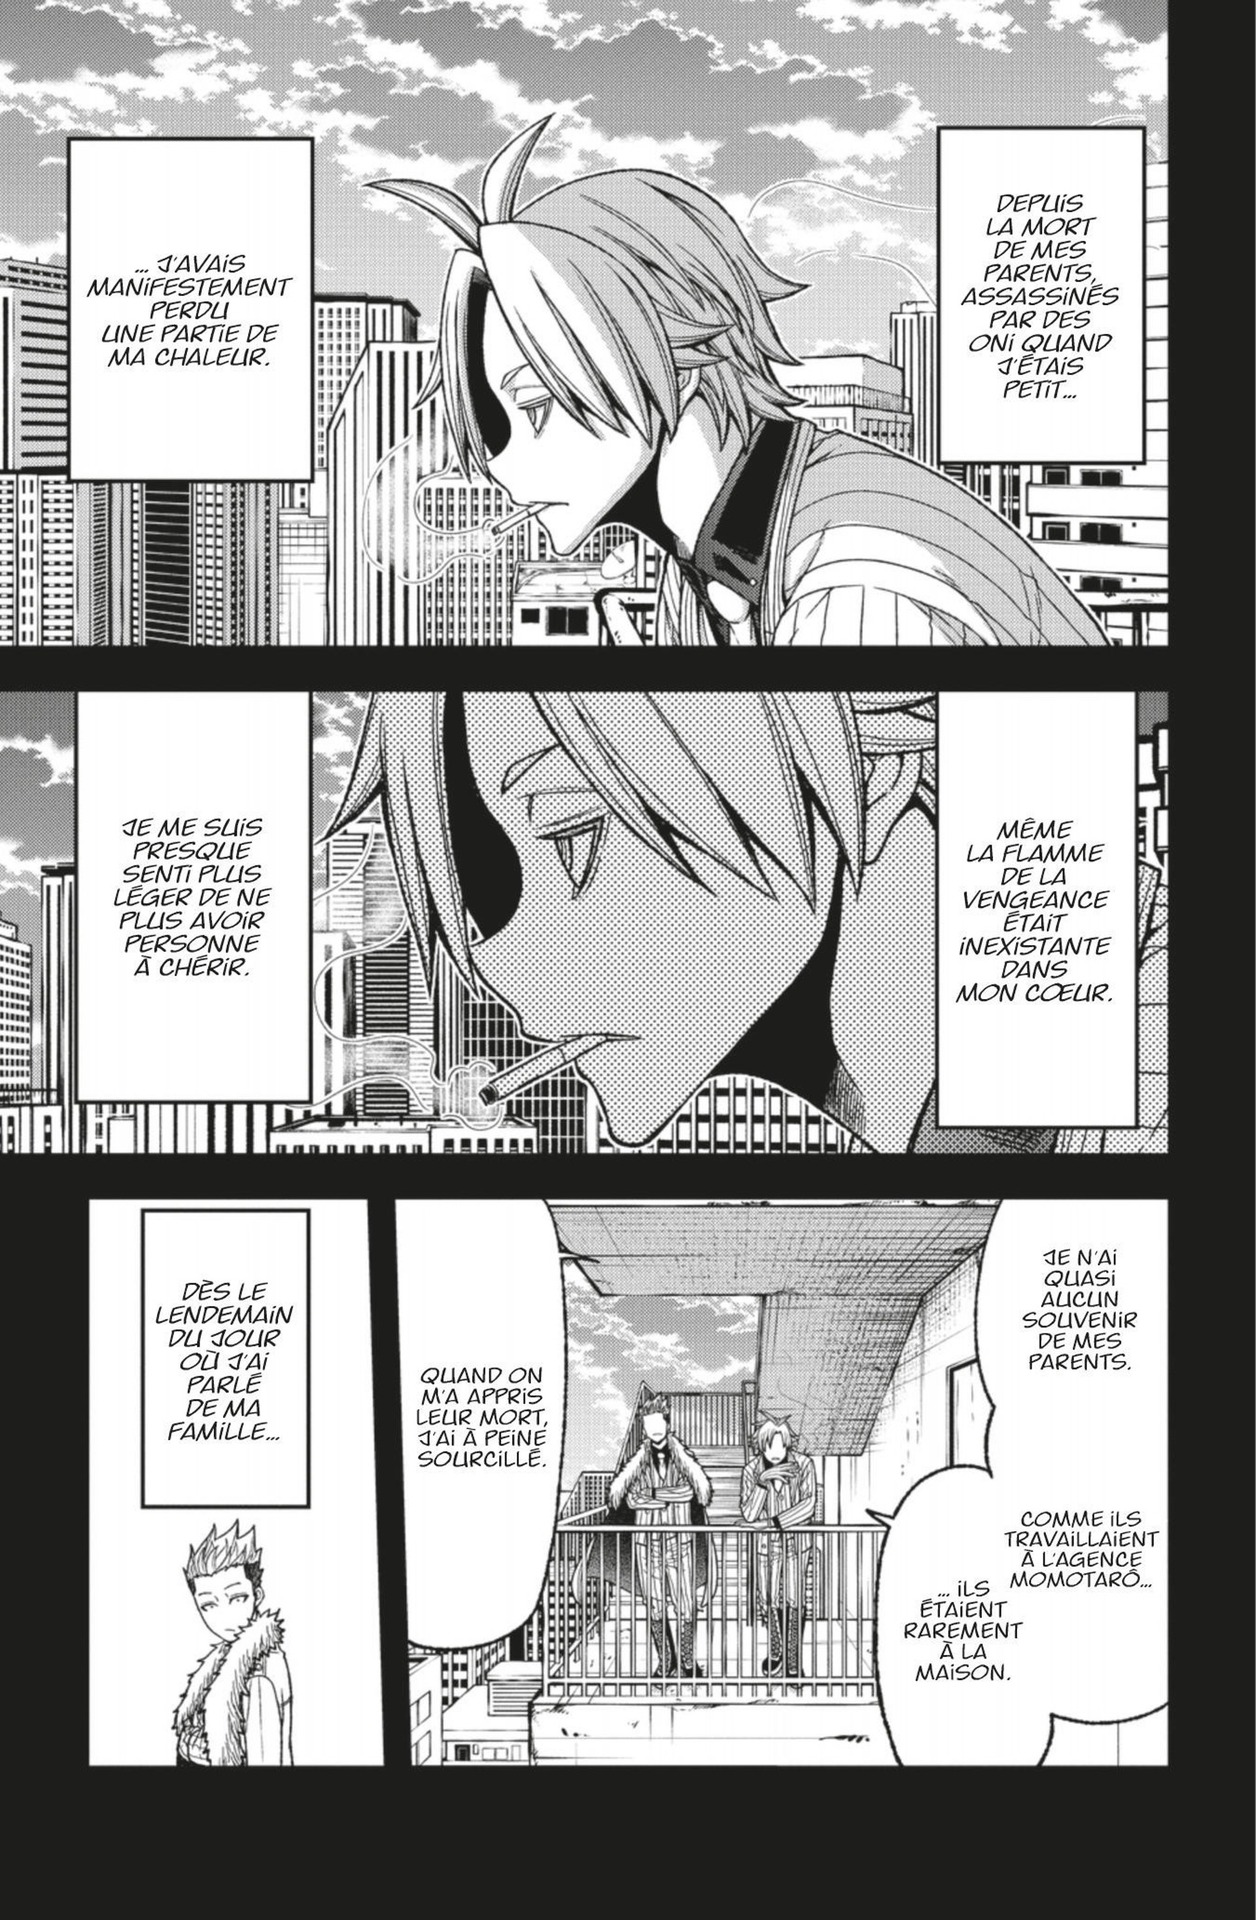 DEPUIS
LA MORT
DE MES
PARENTS,
ASSASSINÉS
PAR DES
ONI QUAND
J'ÉTAIS
PETIT...
... J'AVAIS
MANIFESTEMENT
PERDU
UNE PARTIE DE
MA CHALEUR.
MÊME
LA FLAMME
DE LA
VENGEANCE
ÉTAIT
INEXISTANTE
DANS
MON CŒUR.
JE ME SUIS
PRESQUE
SENTI PLUS
LÉGER DE NE
PLUS AVOIR
PERSONNE
À CHÉRIR.
JE N'AI
QUASI
AUCUN
SOUVENIR
DE MES
PARENTS.
COMME ILS
TRAVAILLAIENT
À L'AGENCE
MOMOTARÔ...
... ILS
ÉTAIENT
RAREMENT
À LA
MAISON.
QUAND ON
M'A APPRIS
LEUR MORT,
J'AI À PEINE
SOURCILLÉ.
DÈS LE
LENDEMAIN
DU JOUR
OÙ J'AI
PARLÉ
DE MA
FAMILLE...